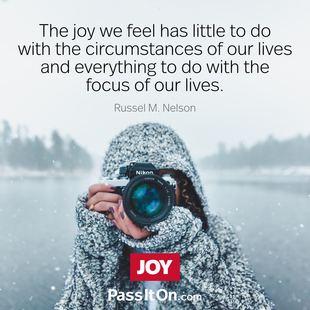 The joy we feel has little to do
with the circumstances of our lives
and everything to do with the
focus of our lives.
Russel M. Nelson
Nikon
JOY
PassItOn.com